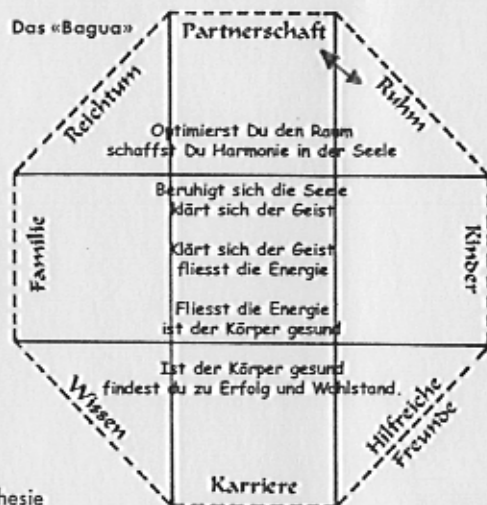 Das «Bagua»
Partnerschaft
Reichtum
Ruhm
Optimierst Du den Raum
schaffst Du Harmonie in der Seele
Beruhigt sich die Seele
klärt sich der Geist
Familie
Kinder
Klärt sich der Geist
fliesst die Energie
Fliesst die Energie
ist der Körper gesund
Ist der Körper gesund
findest du zu Erfolg und Wohlstand.
Wissen
Hilfreiche
Freunde
Karriere